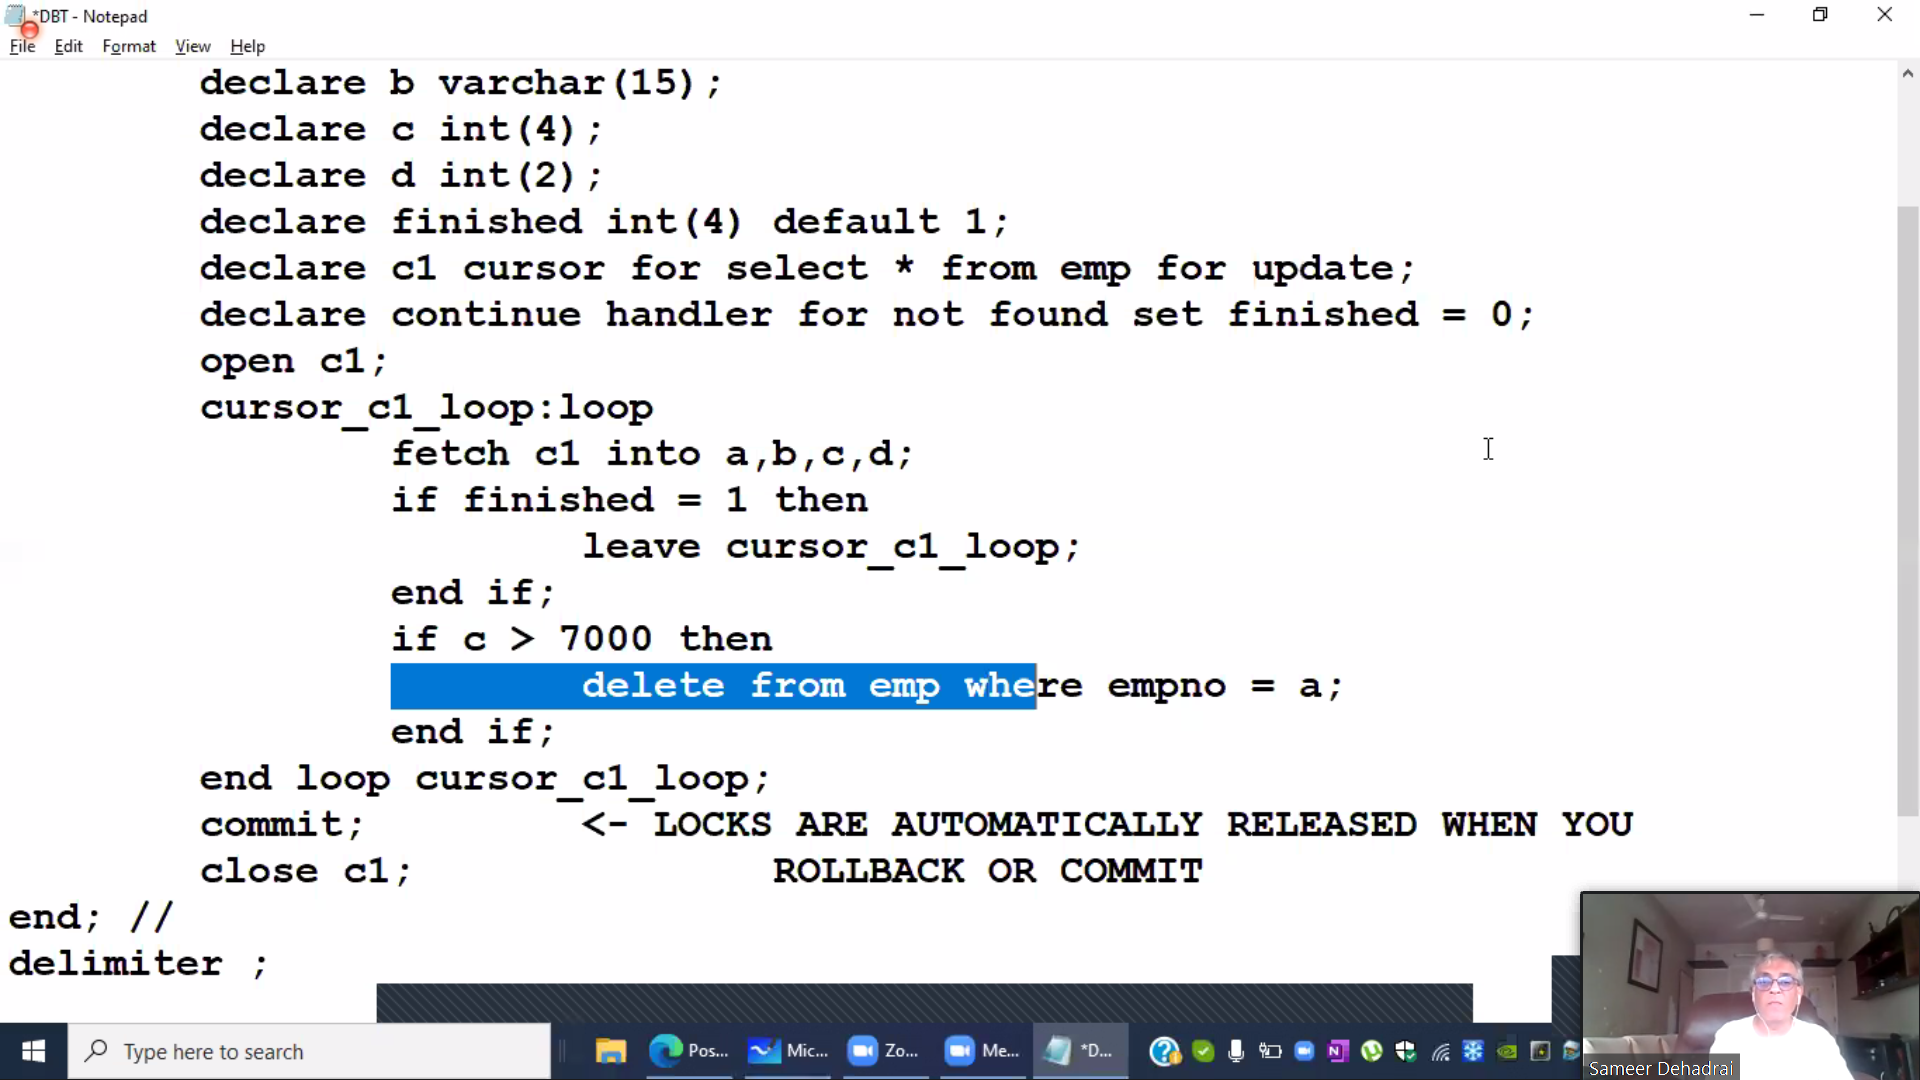 *DBT - Notepad
File Edit Format View Help
declare b varchar(15);
declare c int(4);
declare d int(2);
declare finished int(4) default 1;
declare c1 cursor for select * from emp for update;
declare continue handler for not found set finished = 0;
open c1;
cursor_c1_loop:loop
fetch c1 into a,b,c,d;
if finished = 1 then
leave cursor_c1_loop;
end if;
if c > 7000 then
delete from emp where empno = a;
end if;
end loop cursor_c1_loop;
commit; <- LOCKS ARE AUTOMATICALLY RELEASED WHEN YOU
close c1; ROLLBACK OR COMMIT
end; //
delimiter ;
Type here to search
Pos...
Mic...
Zo...
Me...
*D...
Sameer Dehadrai